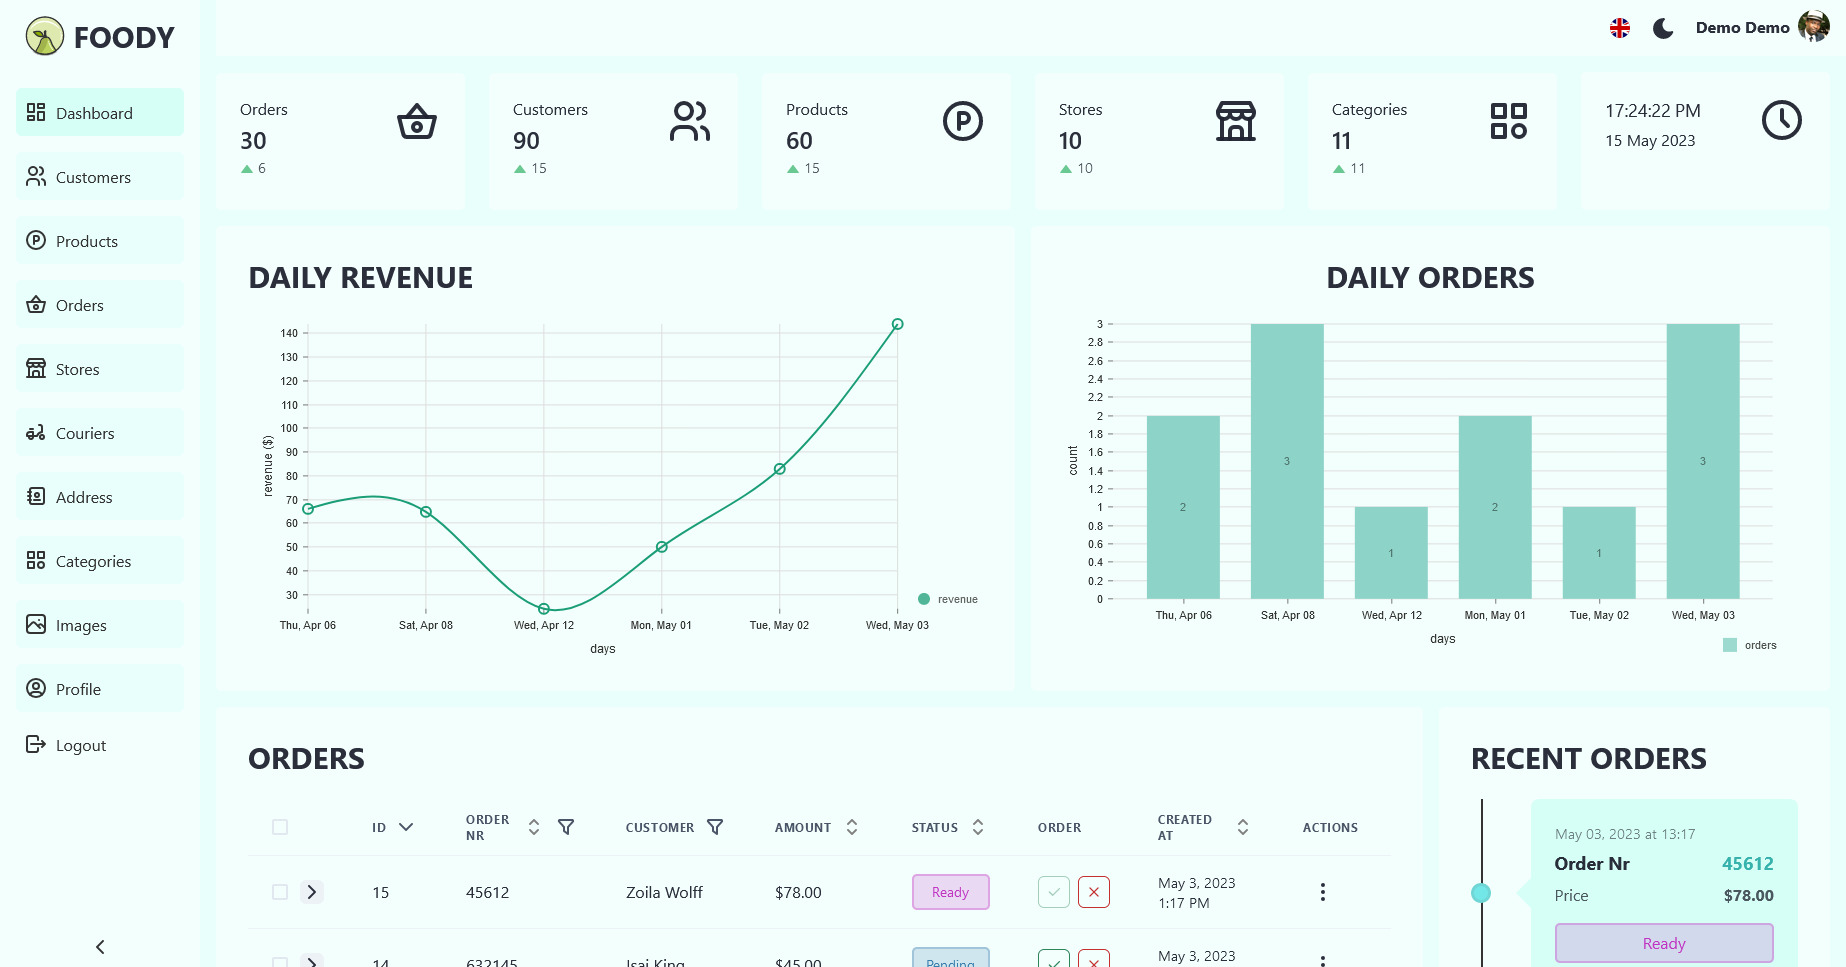 FOODY
Demo Demo
Dashboard
Customers
Products
Orders
Stores
Couriers
Address
Categories
Images
Profile
Logout
Orders
30
6
Customers
90
15
Products
60
15
Stores
10
10
Categories
11
11
17:24:22 PM
15 May 2023
DAILY REVENUE
140
130
120
110
100
90
80
70
60
50
40
30
revenue ($)
Thu, Apr 06 Sat, Apr 08 Wed, Apr 12 Mon, May 01 Tue, May 02 Wed, May 03
days
revenue
DAILY ORDERS
3
2.8
2.6
2.4
2.2
2
1.8
1.6
1.4
1.2
1
0.8
0.6
0.4
0.2
0
count
2 3 1 2 1 3
Thu, Apr 06 Sat, Apr 08 Wed, Apr 12 Mon, May 01 Tue, May 02 Wed, May 03
days
orders
ORDERS
ID ORDER NR CUSTOMER AMOUNT STATUS ORDER CREATED AT ACTIONS
15 45612 Zoila Wolff $78.00 Ready May 3, 2023
1:17 PM
14 632145 Isai King $45.00 Pending May 3, 2023
RECENT ORDERS
May 03, 2023 at 13:17
Order Nr 45612
Price $78.00
Ready